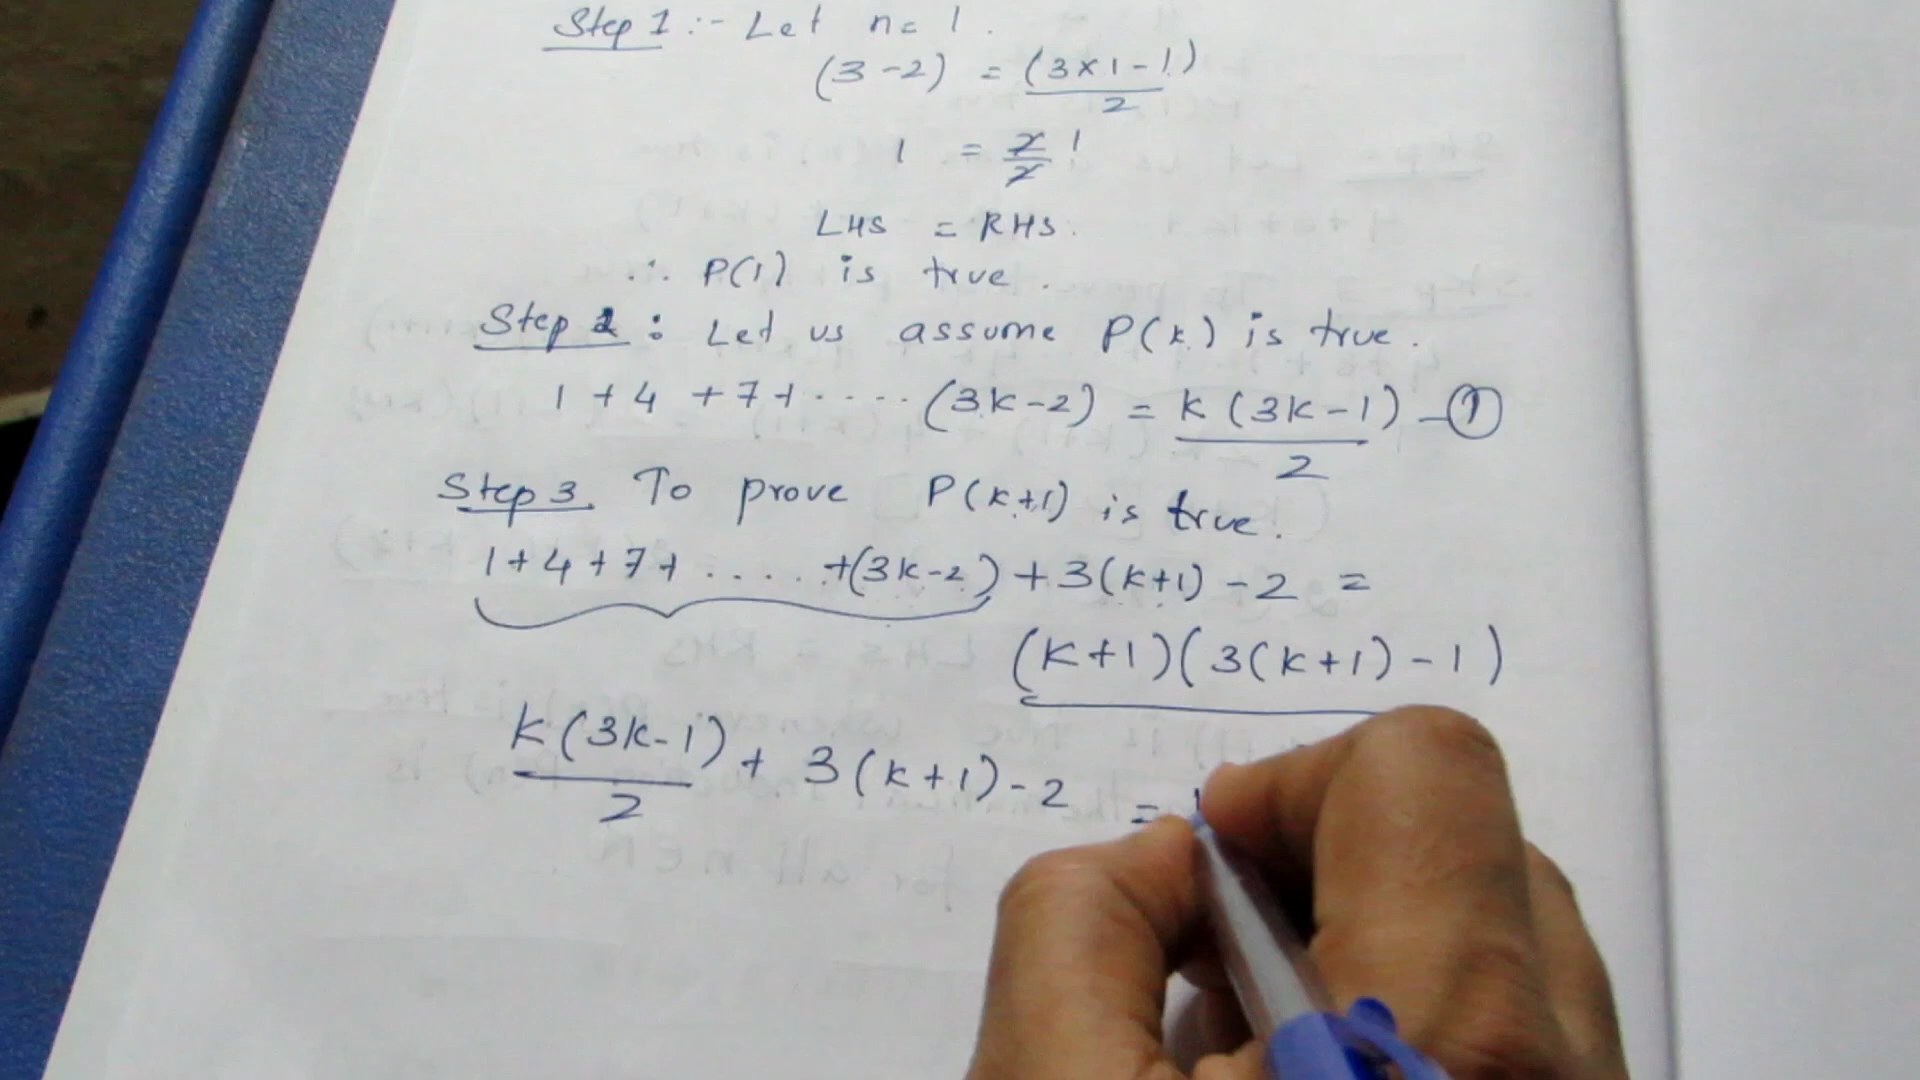 Step 1 :- Let n = 1.
(3-2) = (3×1-1)/2
1 = 2/2 1
LHS = RHS.
∴ P(1) is true.
Step 2 : Let us assume P(k) is true.
1 + 4 + 7 + ..... (3k-2) = k(3k-1)/2 - ①
Step 3. To prove P(k+1) is true.
1 + 4 + 7 + ..... +(3k-2) + 3(k+1) - 2 =
(k+1)(3(k+1)-1)
k(3k-1)/2 + 3(k+1) - 2 =